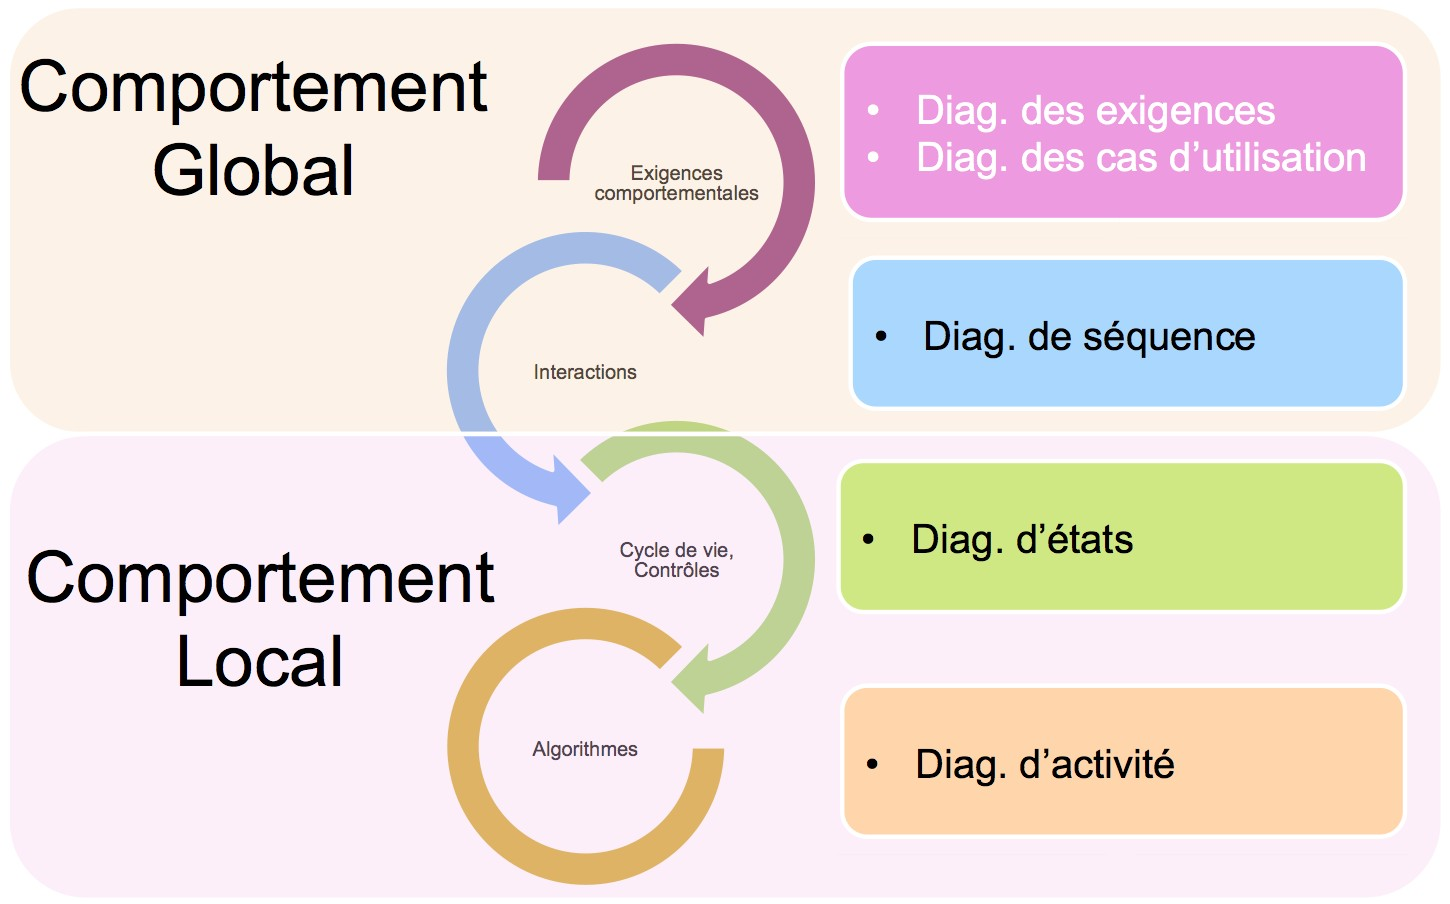 Comportement
Global
Exigences
comportementales
• Diag. des exigences
• Diag. des cas d’utilisation
Interactions
• Diag. de séquence
Comportement
Local
Cycle de vie,
Contrôles
• Diag. d’états
Algorithmes
• Diag. d’activité